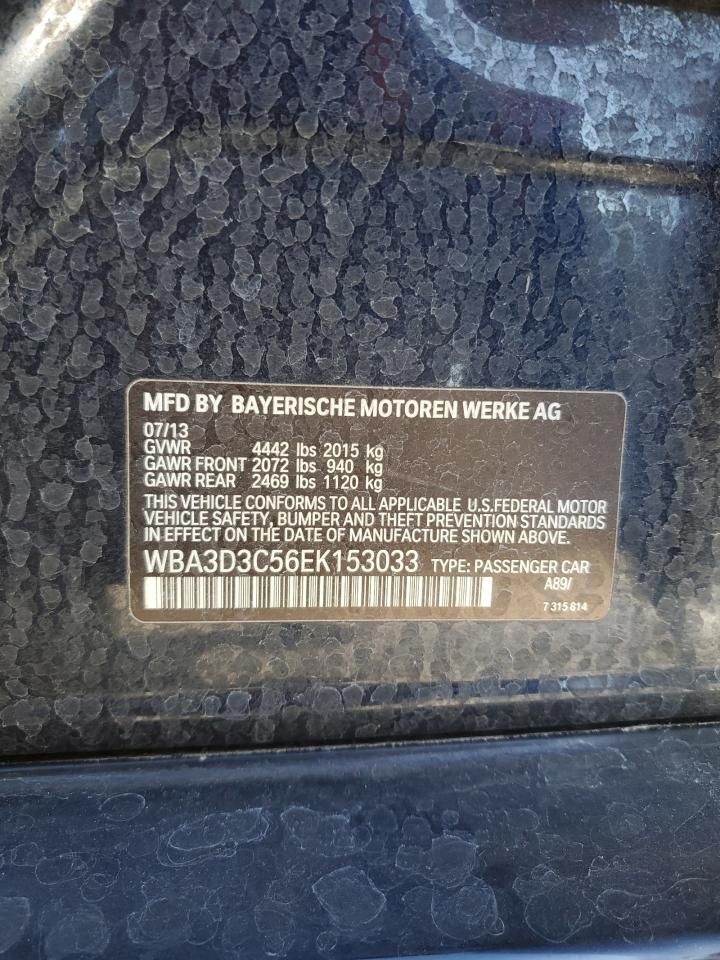 MFD BY BAYERISCHE MOTOREN WERKE AG
07/13
GVWR 4442 lbs 2015 kg
GAWR FRONT 2072 lbs 940 kg
GAWR REAR 2469 lbs 1120 kg
THIS VEHICLE CONFORMS TO ALL APPLICABLE U.S.FEDERAL MOTOR
VEHICLE SAFETY, BUMPER AND THEFT PREVENTION STANDARDS
IN EFFECT ON THE DATE OF MANUFACTURE SHOWN ABOVE.
WBA3D3C56EK153033 TYPE: PASSENGER CAR
A89/
7 315 814